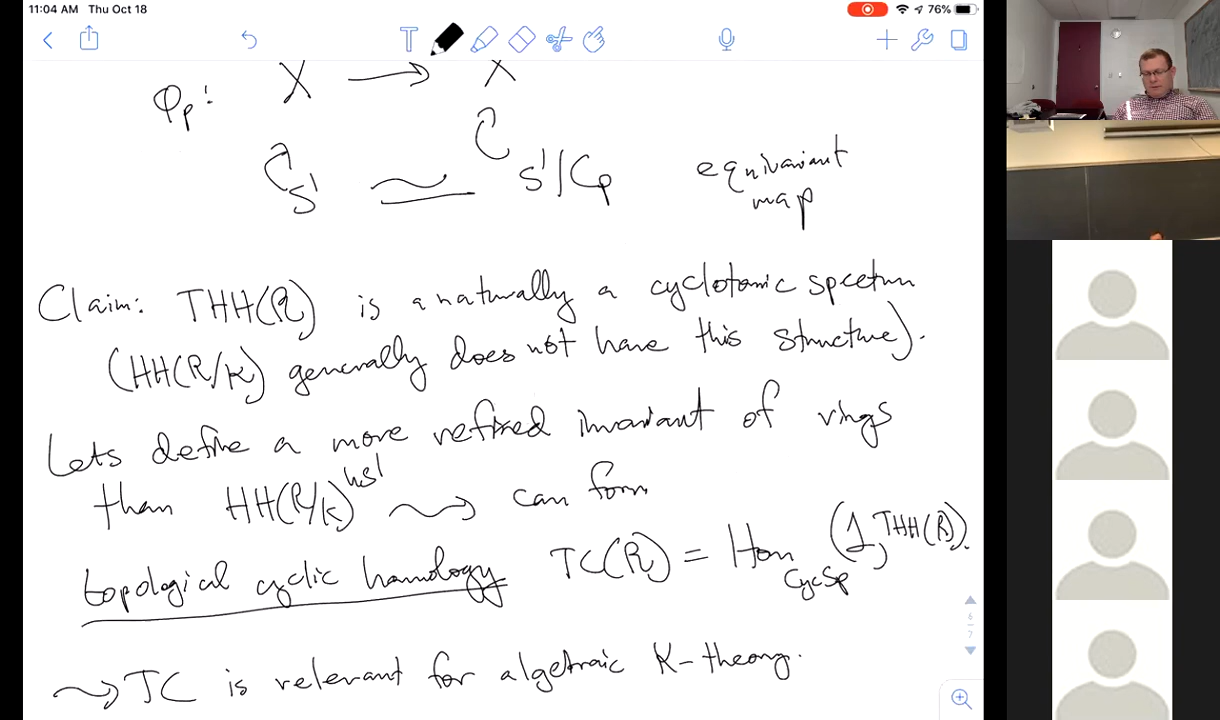 11:04 AM Thu Oct 18
76%
φp: X → X
S¹ ≃ S¹/Cp equivariant
map
Claim: THH(R) is a naturally a cyclotomic spectrum
(HH(R/k) generally does not have this structure).
Lets define a more refined invariant of rings
than HH(R/k)^hS¹ ⇝ can form
topological cyclic homology TC(R) = Hom_CycSp (1, THH(R)).
⇝ TC is relevant for algebraic K-theory.
6
7